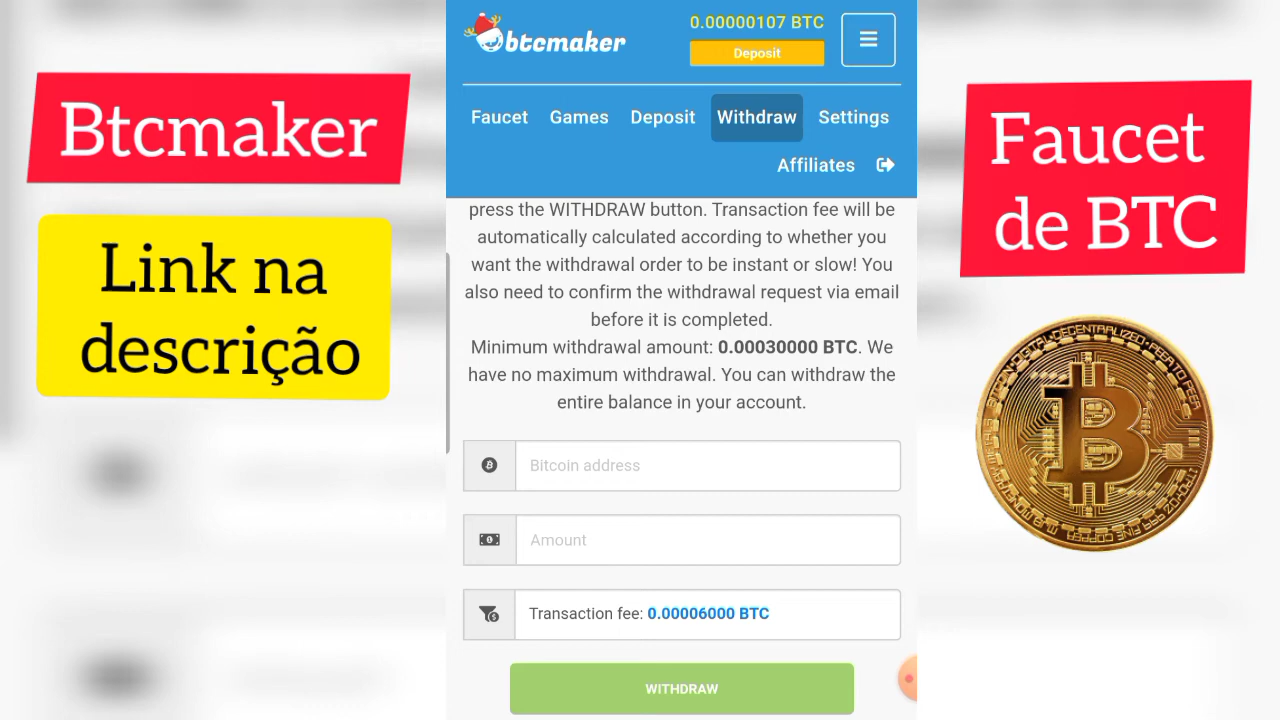 Btcmaker
Link na
descrição
btcmaker
0.00000107 BTC
Deposit
Faucet Games Deposit Withdraw Settings
Affiliates
press the WITHDRAW button. Transaction fee will be
automatically calculated according to whether you
want the withdrawal order to be instant or slow! You
also need to confirm the withdrawal request via email
before it is completed.
Minimum withdrawal amount: 0.00030000 BTC. We
have no maximum withdrawal. You can withdraw the
entire balance in your account.
Bitcoin address
Amount
Transaction fee: 0.00006000 BTC
WITHDRAW
Faucet
de BTC